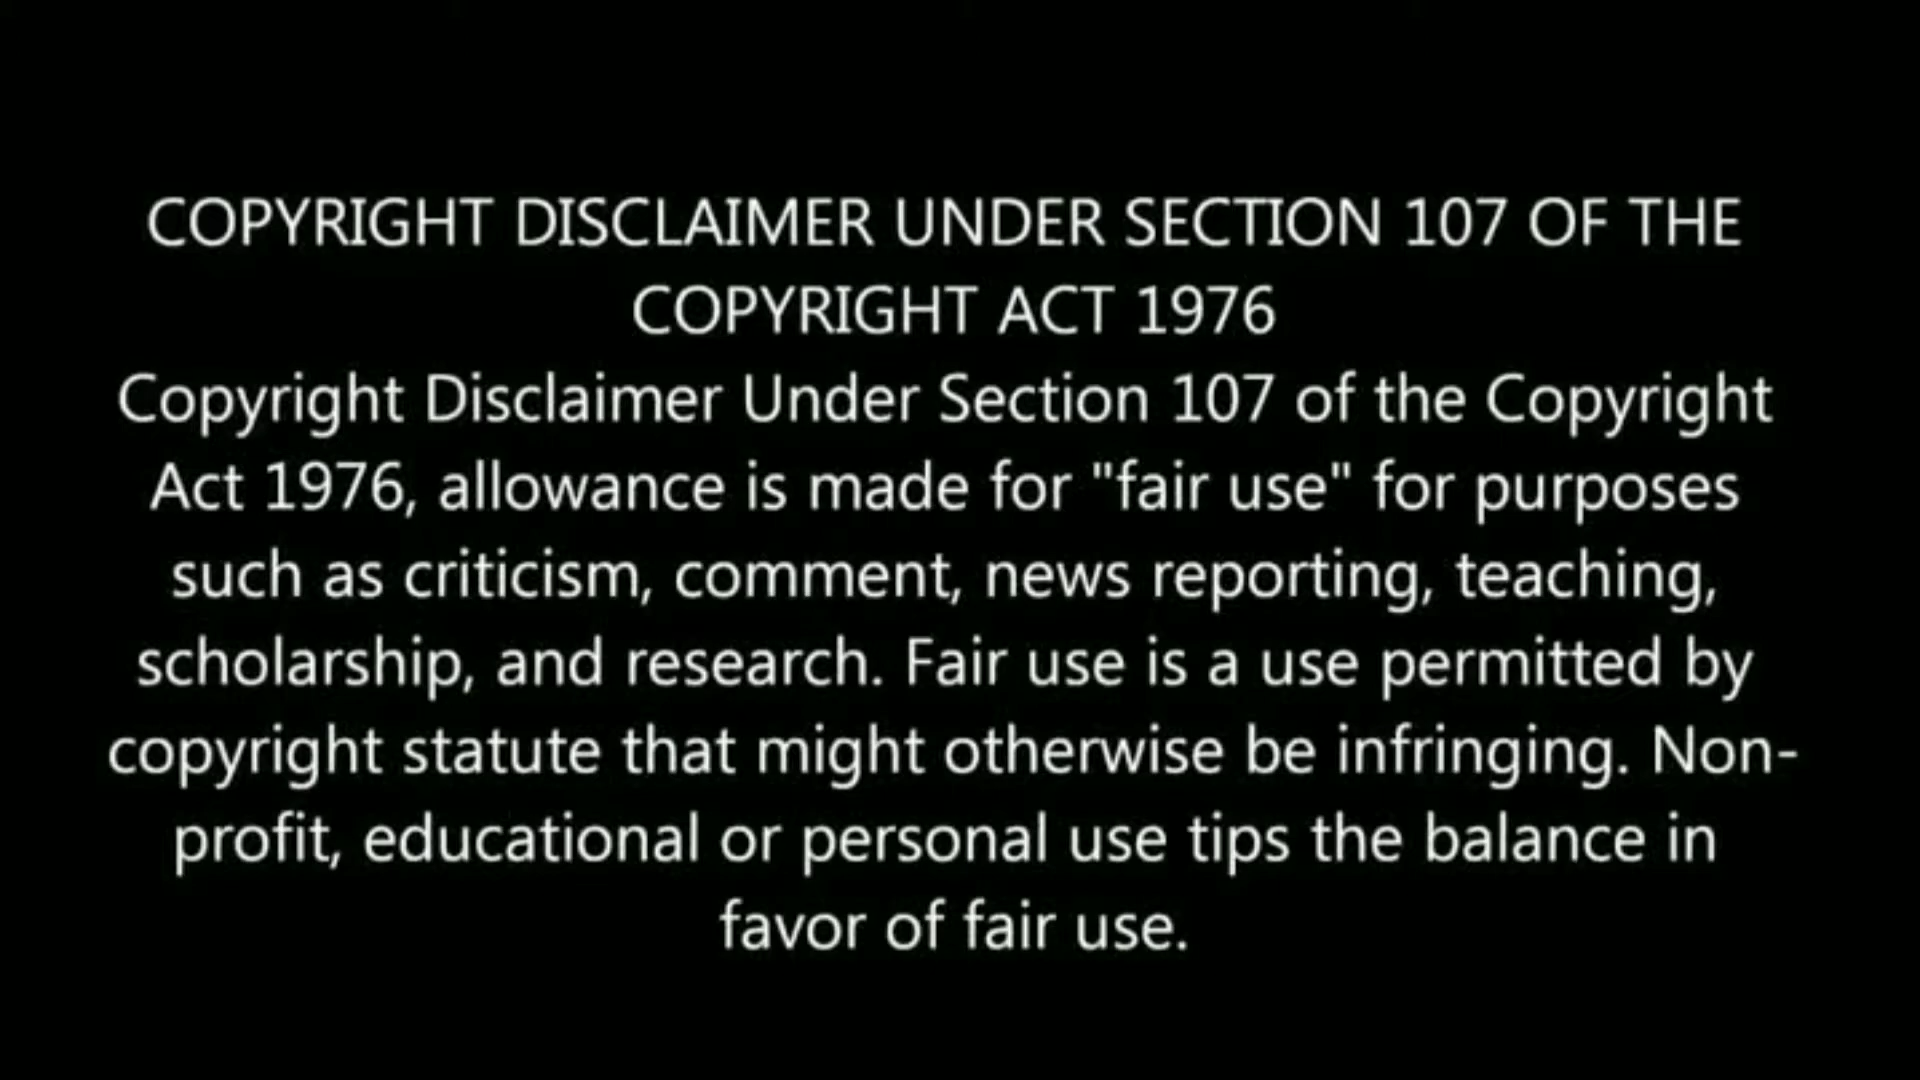 COPYRIGHT DISCLAIMER UNDER SECTION 107 OF THE
COPYRIGHT ACT 1976
Copyright Disclaimer Under Section 107 of the Copyright
Act 1976, allowance is made for "fair use" for purposes
such as criticism, comment, news reporting, teaching,
scholarship, and research. Fair use is a use permitted by
copyright statute that might otherwise be infringing. Non-
profit, educational or personal use tips the balance in
favor of fair use.